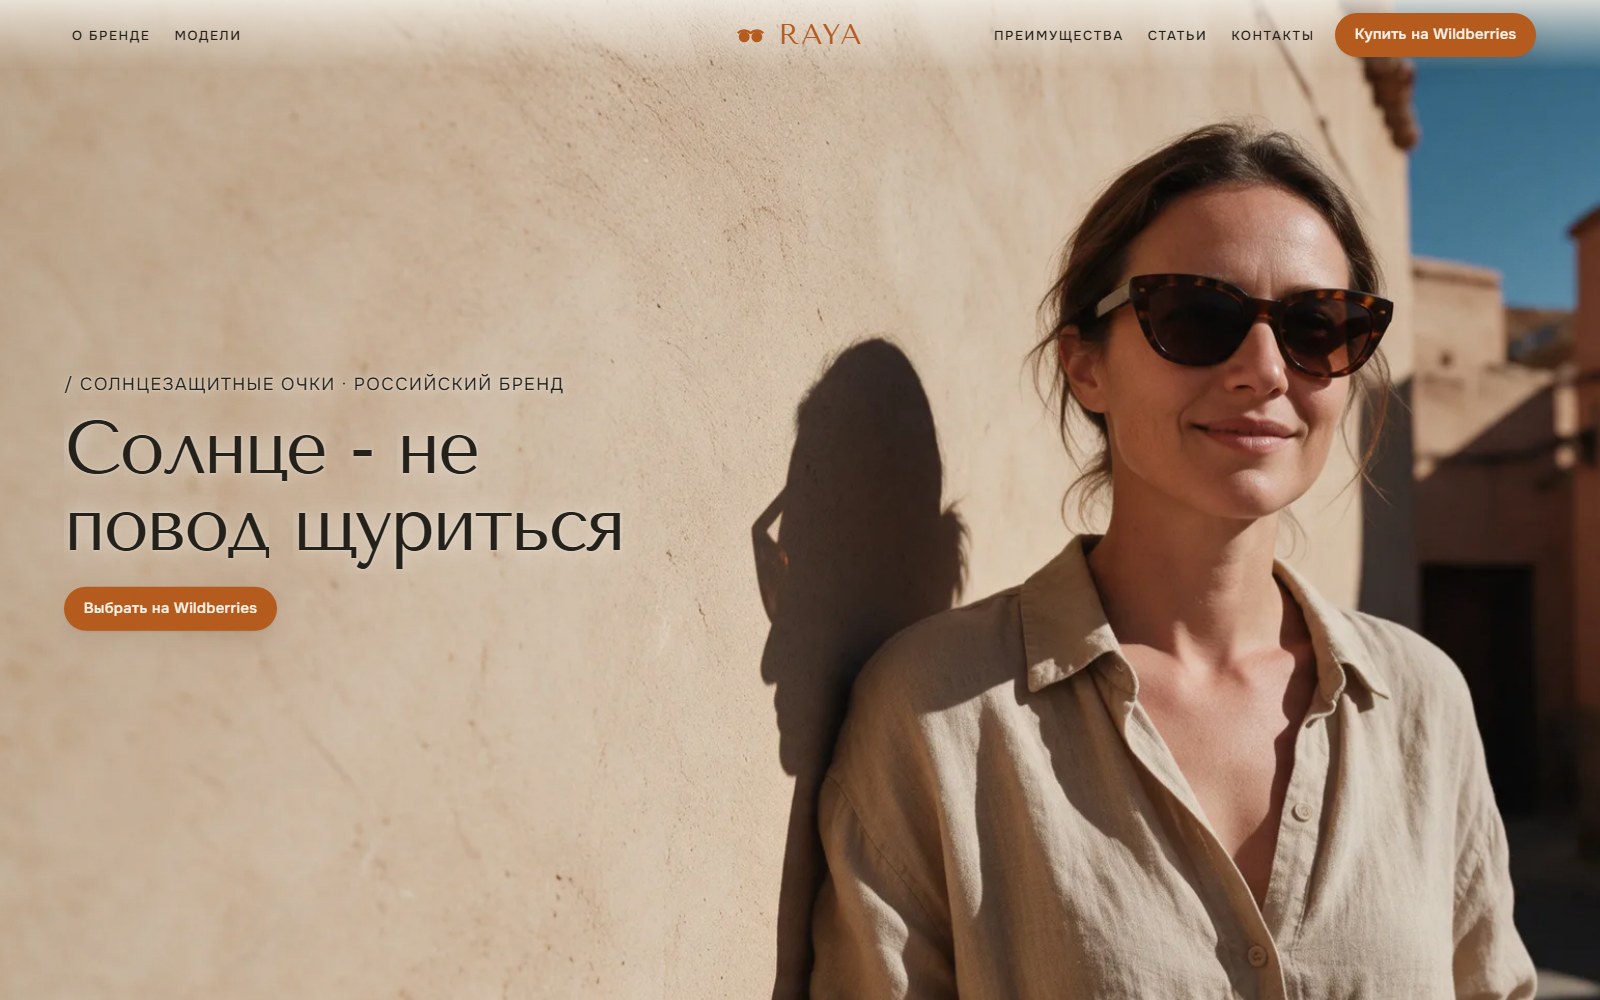 О БРЕНДЕ
МОДЕЛИ
RAYA
ПРЕИМУЩЕСТВА
СТАТЬИ
КОНТАКТЫ
Купить на Wildberries
/ СОЛНЦЕЗАЩИТНЫЕ ОЧКИ · РОССИЙСКИЙ БРЕНД
Солнце - не
повод щуриться
Выбрать на Wildberries